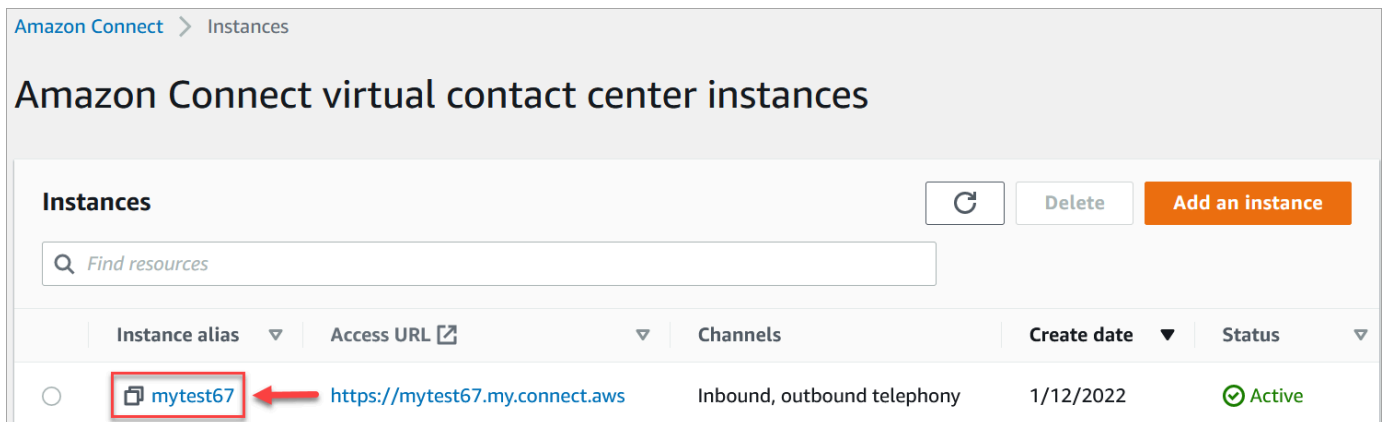 Amazon Connect > Instances
Amazon Connect virtual contact center instances
Instances
Delete
Add an instance
Find resources
Instance alias Access URL Channels Create date Status
mytest67 https://mytest67.my.connect.aws Inbound, outbound telephony 1/12/2022 Active